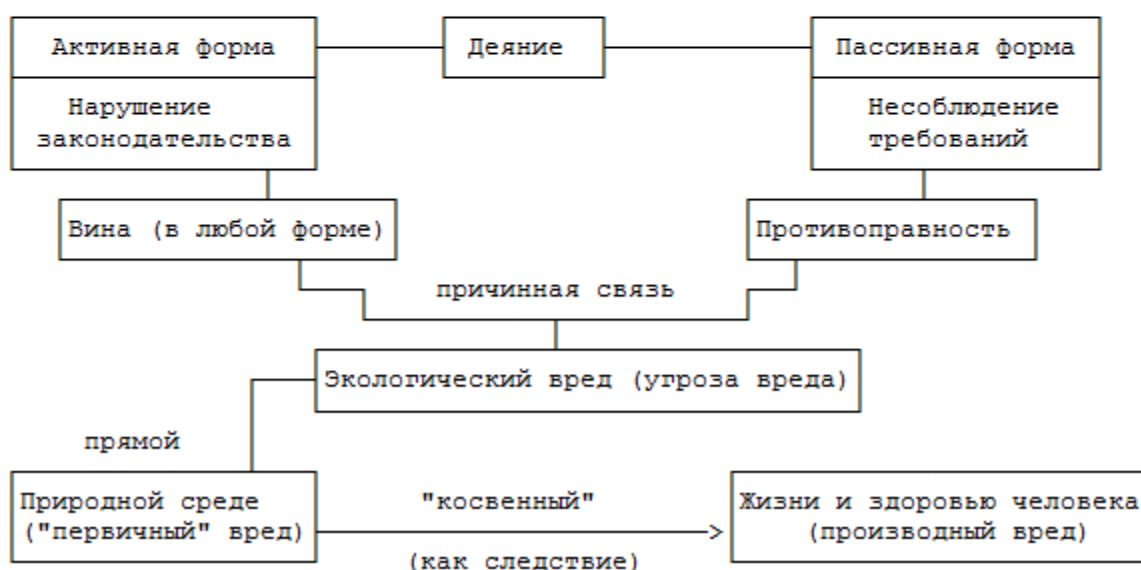 Активная форма
Деяние
Пассивная форма
Нарушение
законодательства
Несоблюдение
требований
Вина (в любой форме)
Противоправность
причинная связь
Экологический вред (угроза вреда)
прямой
Природной среде
("первичный" вред)
"косвенный"
(как следствие)
Жизни и здоровью человека
(производный вред)